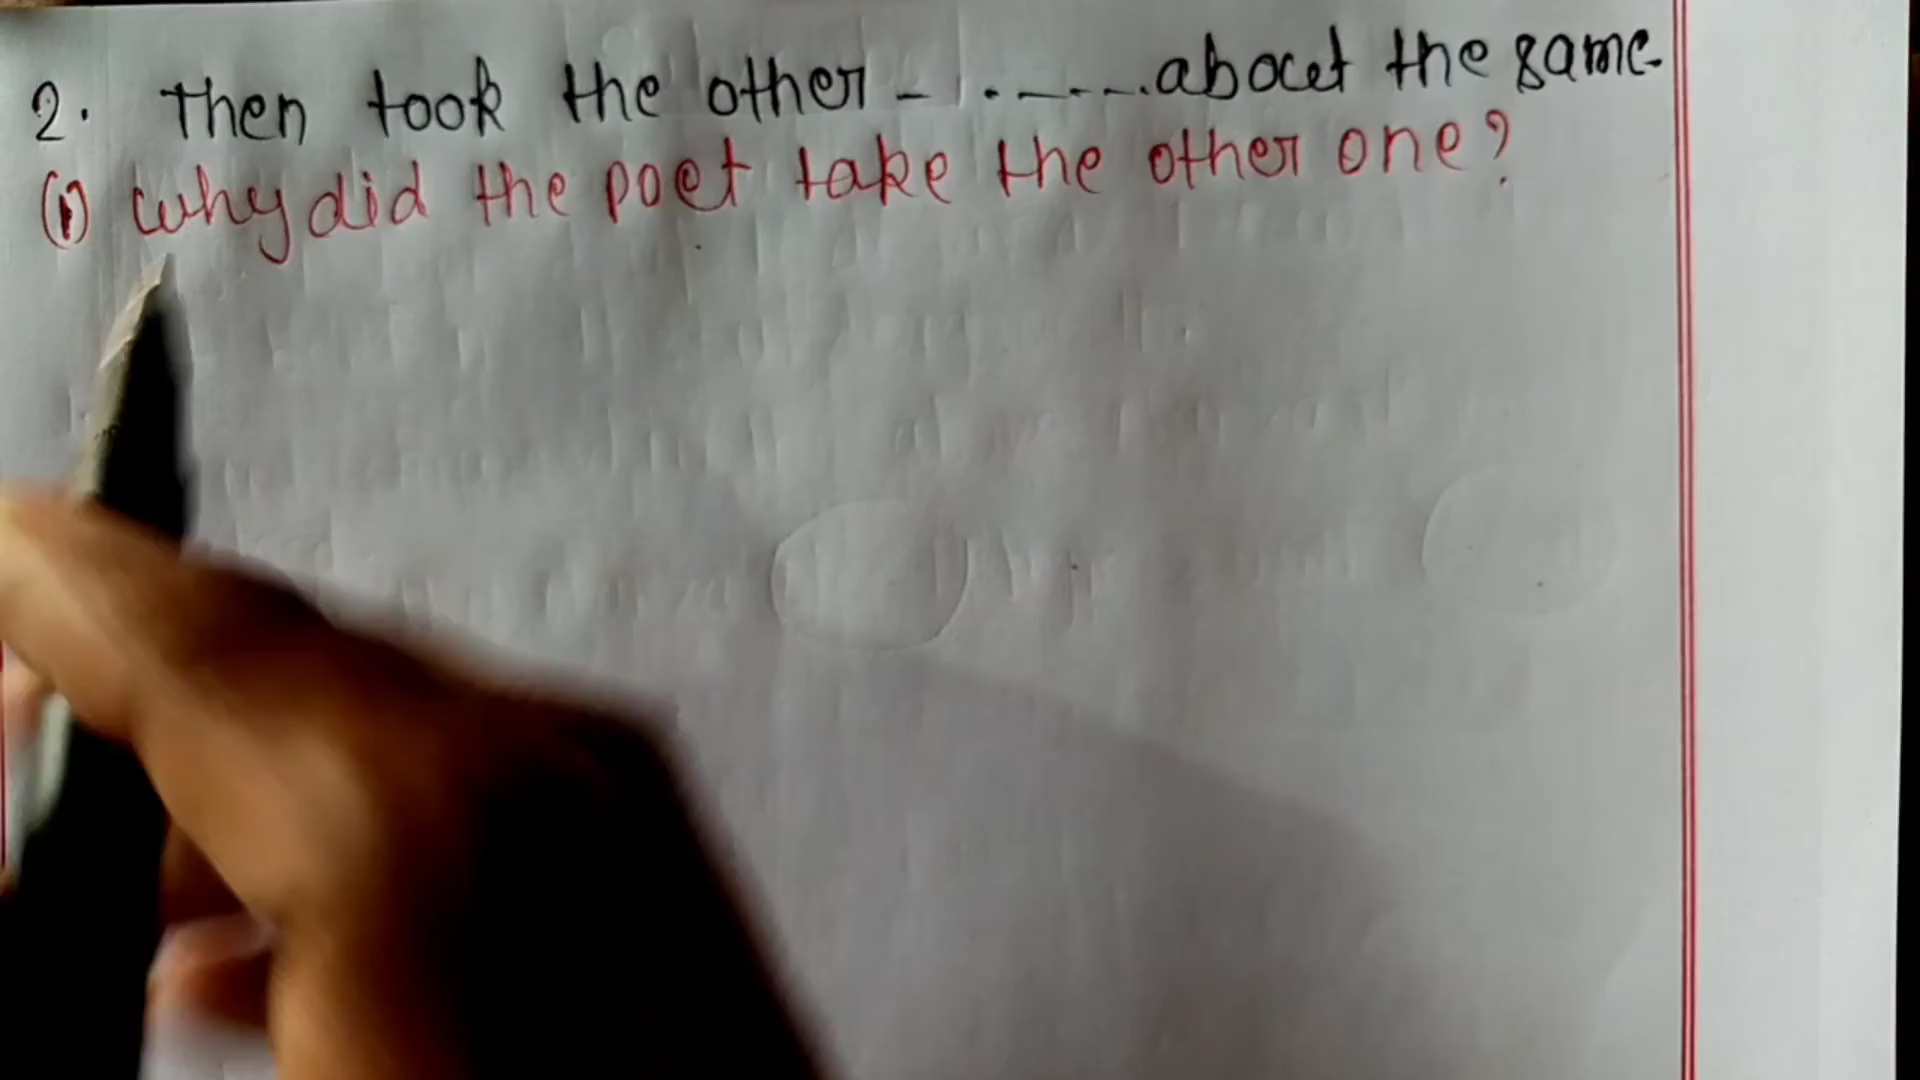 2. Then took the other - . - - - . about the same.
(i) Why did the poet take the other one?